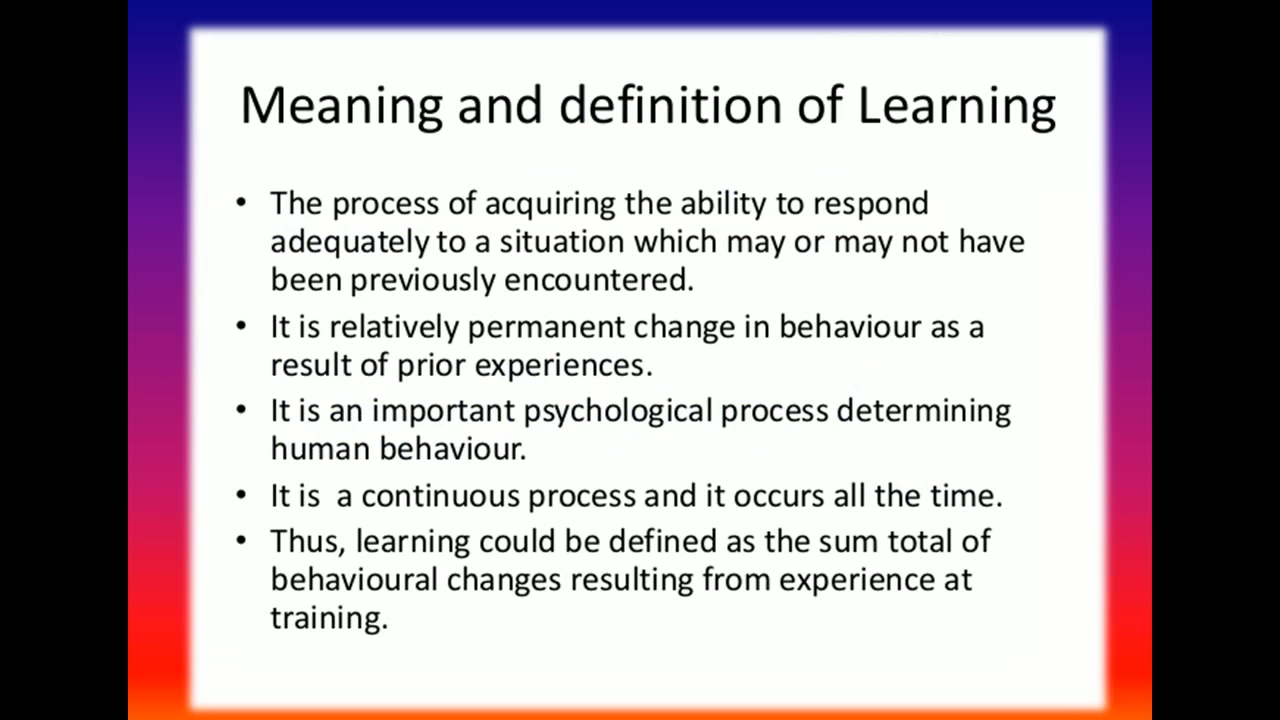 Meaning and definition of Learning
• The process of acquiring the ability to respond
adequately to a situation which may or may not have
been previously encountered.
• It is relatively permanent change in behaviour as a
result of prior experiences.
• It is an important psychological process determining
human behaviour.
• It is  a continuous process and it occurs all the time.
• Thus, learning could be defined as the sum total of
behavioural changes resulting from experience at
training.